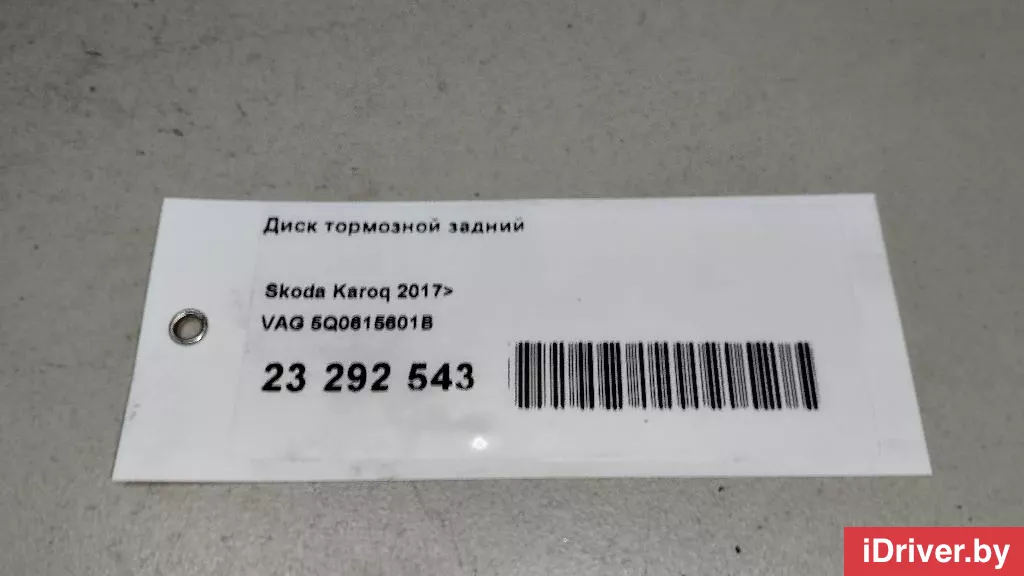 Диск тормозной задний
Skoda Karoq 2017>
VAG 5Q0615601B
23 292 543
iDriver.by